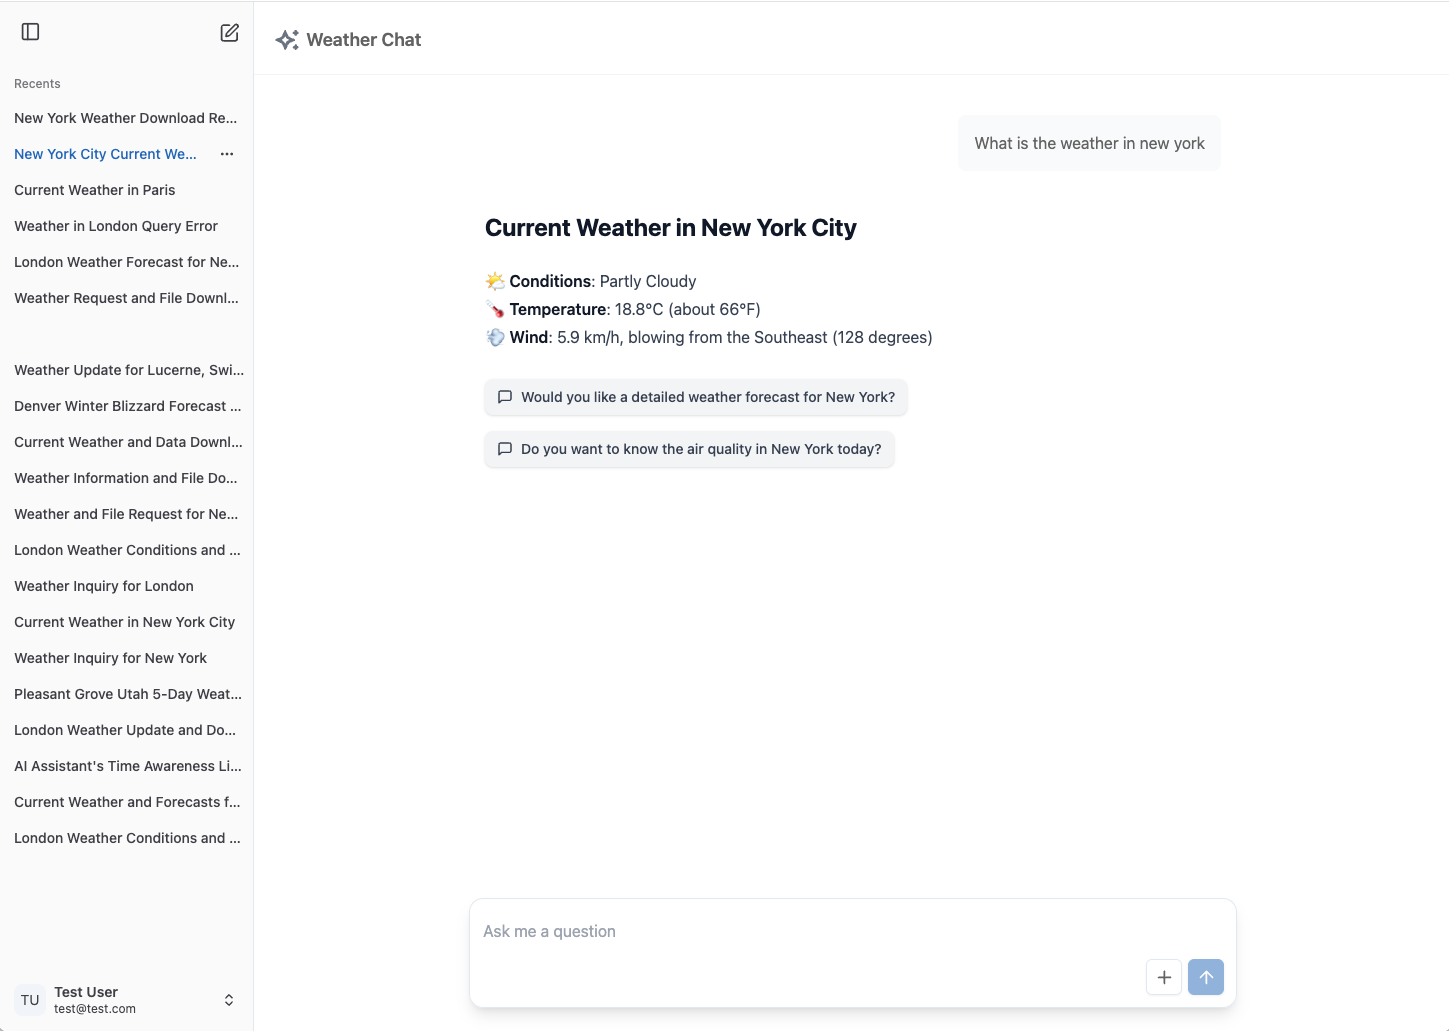 Weather Chat
Recents
New York Weather Download Re...
New York City Current We...
Current Weather in Paris
Weather in London Query Error
London Weather Forecast for Ne...
Weather Request and File Downl...
Weather Update for Lucerne, Swi...
Denver Winter Blizzard Forecast ...
Current Weather and Data Downl...
Weather Information and File Do...
Weather and File Request for Ne...
London Weather Conditions and ...
Weather Inquiry for London
Current Weather in New York City
Weather Inquiry for New York
Pleasant Grove Utah 5-Day Weat...
London Weather Update and Do...
AI Assistant's Time Awareness Li...
Current Weather and Forecasts f...
London Weather Conditions and ...
TU
Test User
test@test.com
What is the weather in new york
Current Weather in New York City
Conditions: Partly Cloudy
Temperature: 18.8°C (about 66°F)
Wind: 5.9 km/h, blowing from the Southeast (128 degrees)
Would you like a detailed weather forecast for New York?
Do you want to know the air quality in New York today?
Ask me a question